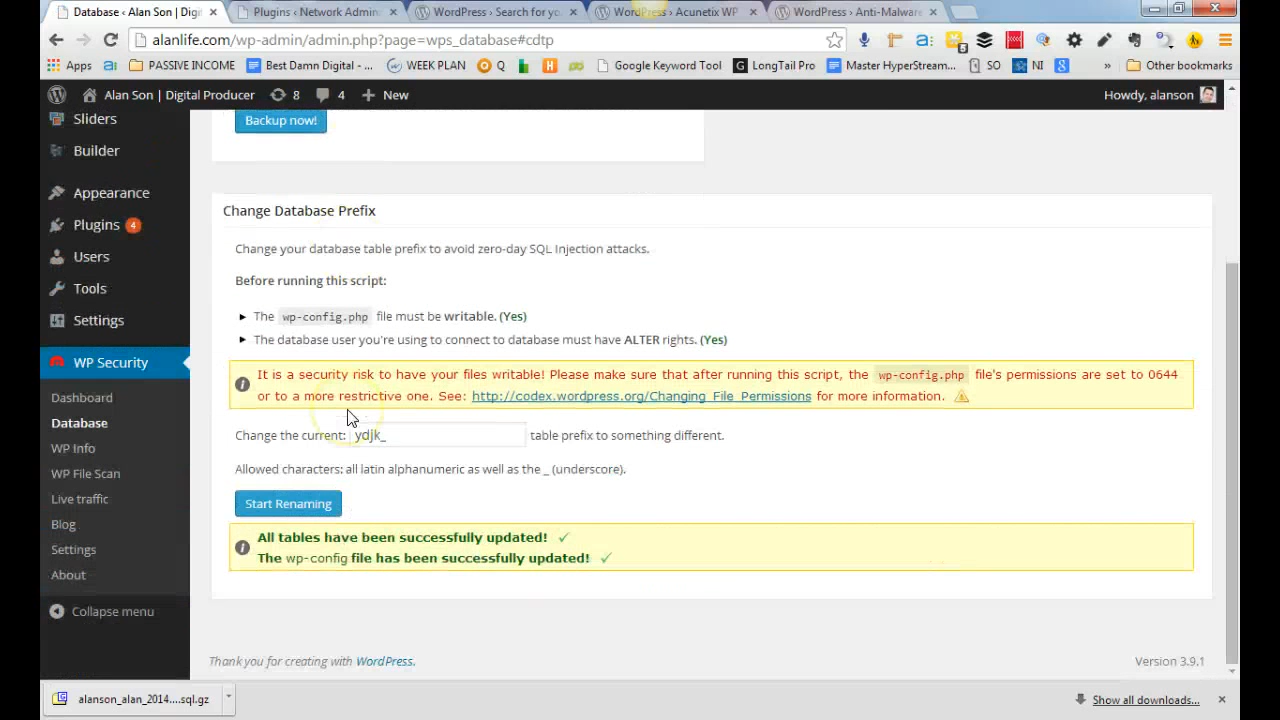 Database ‹ Alan Son | Digi
Plugins ‹ Network Admin
WordPress › Search for yo
WordPress › Acunetix WP
WordPress › Anti-Malware
alanlife.com/wp-admin/admin.php?page=wps_database#cdtp
Apps
PASSIVE INCOME
Best Damn Digital -
WEEK PLAN
Q
Google Keyword Tool
LongTail Pro
Master HyperStream...
SO
NI
»
Other bookmarks
Alan Son | Digital Producer
8
4
New
Howdy, alanson
Sliders
Builder
Appearance
Plugins 4
Users
Tools
Settings
WP Security
Dashboard
Database
WP Info
WP File Scan
Live traffic
Blog
Settings
About
Collapse menu
Backup now!
Change Database Prefix
Change your database table prefix to avoid zero-day SQL Injection attacks.
Before running this script:
The wp-config.php file must be writable. (Yes)
The database user you're using to connect to database must have ALTER rights. (Yes)
It is a security risk to have your files writable! Please make sure that after running this script, the wp-config.php file's permissions are set to 0644
or to a more restrictive one. See: http://codex.wordpress.org/Changing_File_Permissions for more information.
Change the current: ydjk_ table prefix to something different.
Allowed characters: all latin alphanumeric as well as the _ (underscore).
Start Renaming
All tables have been successfully updated! ✓
The wp-config file has been successfully updated! ✓
Thank you for creating with WordPress.
Version 3.9.1
alanson_alan_2014....sql.gz
Show all downloads...